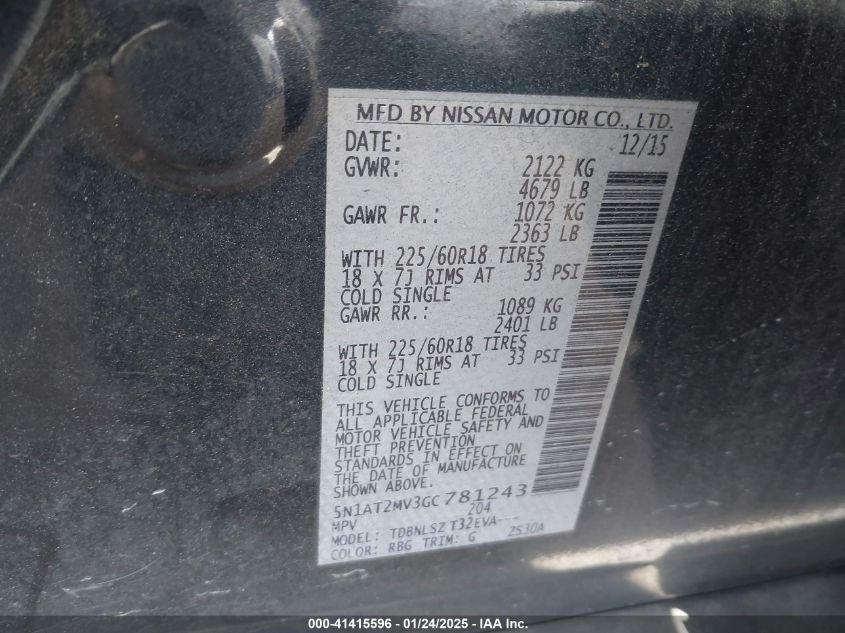 MFD BY NISSAN MOTOR CO., LTD.
DATE: 12/15
GVWR: 2122 KG
4679 LB
GAWR FR.: 1072 KG
2363 LB
WITH 225/60R18 TIRES
18 X 7J RIMS AT 33 PSI
COLD SINGLE
GAWR RR.: 1089 KG
2401 LB
WITH 225/60R18 TIRES
18 X 7J RIMS AT 33 PSI
COLD SINGLE
THIS VEHICLE CONFORMS TO
ALL APPLICABLE FEDERAL
MOTOR VEHICLE SAFETY AND
THEFT PREVENTION
STANDARDS IN EFFECT ON
THE DATE OF MANUFACTURE
SHOWN ABOVE.
5N1AT2MV3GC781243
MPV 204
MODEL: TDBNLSZ T32EVA---
COLOR: RBG TRIM: G 2S30A
000-41415596 - 01/24/2025 - IAA Inc.